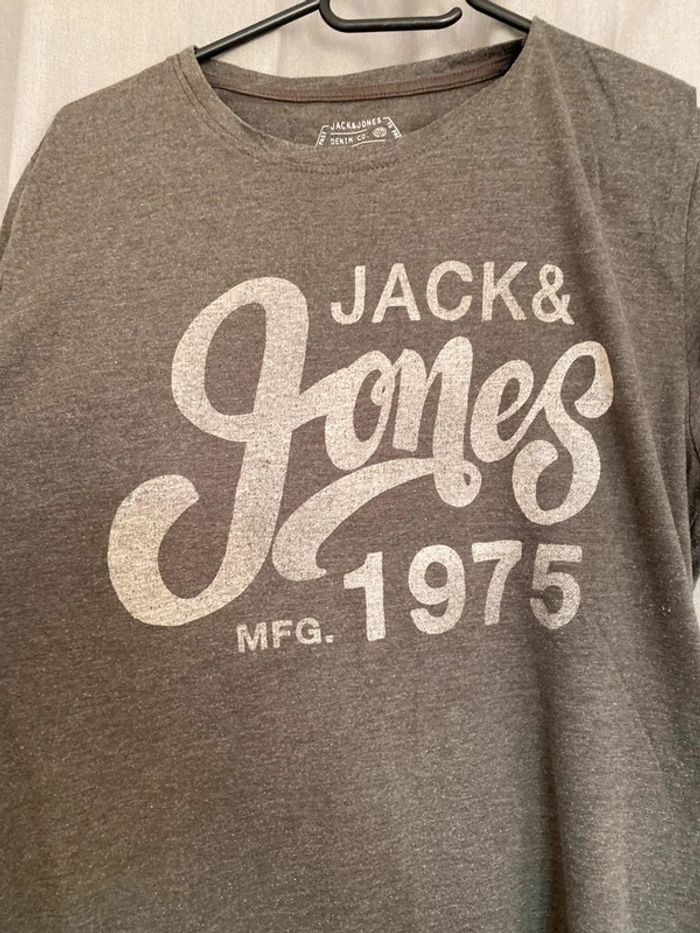 JACK&JONES
DENIM CO.
JACK&
Jones
MFG. 1975